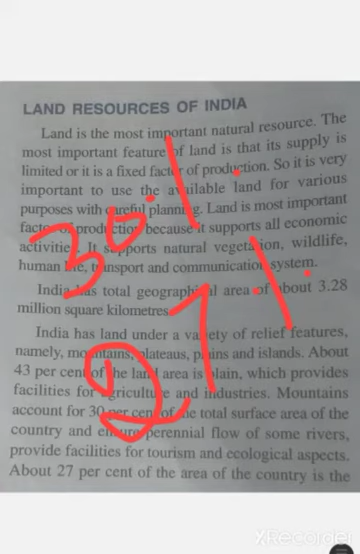 LAND RESOURCES OF INDIA
Land is the most important natural resource. The
most important feature of land is that its supply is
limited or it is a fixed factor of production. So it is very
important to use the available land for various
purposes with careful planning. Land is most important
factor of production because it supports all economic
activities. It supports natural vegetation, wildlife,
human life, transport and communication system.
India has total geographical area of about 3.28
million square kilometres.
India has land under a variety of relief features,
namely, mountains, plateaus, plains and islands. About
43 per cent of the land area is plain, which provides
facilities for agriculture and industries. Mountains
account for 30 per cent of the total surface area of the
country and ensure perennial flow of some rivers,
provide facilities for tourism and ecological aspects.
About 27 per cent of the area of the country is the
30%
27%
XRecorder